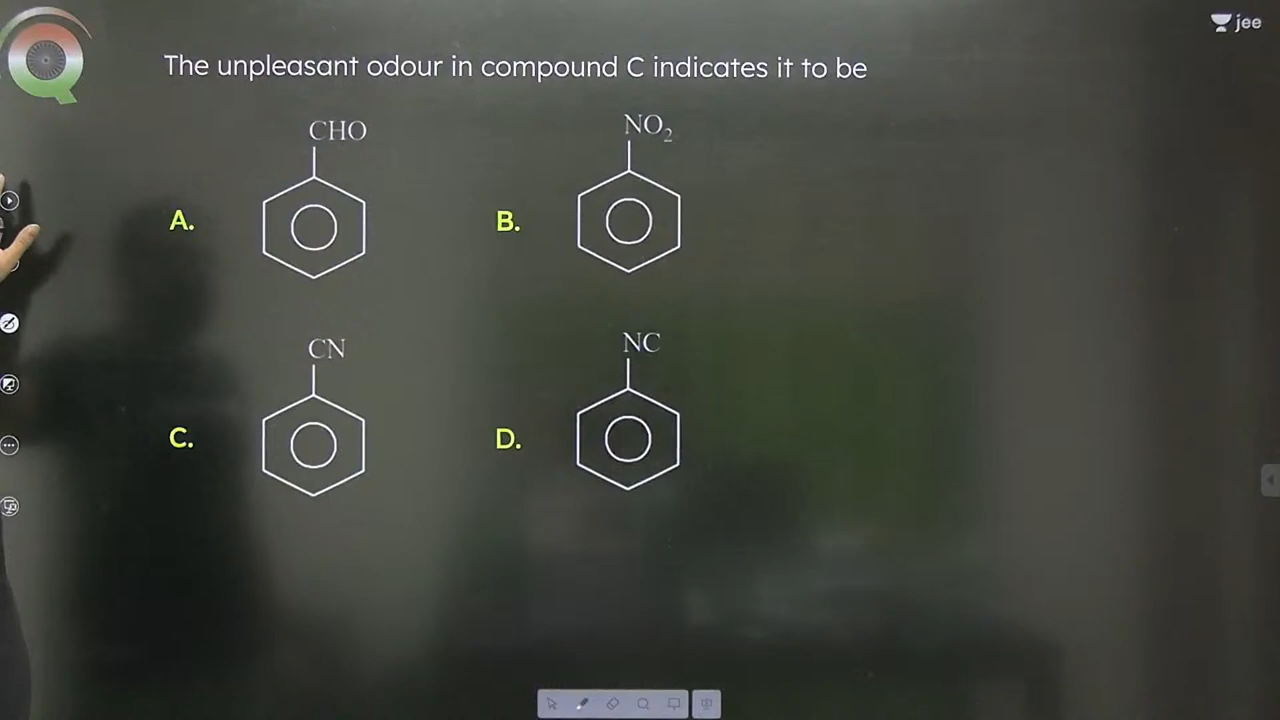 The unpleasant odour in compound C indicates it to be
jee
CHO
NO₂
A.
B.
CN
NC
C.
D.